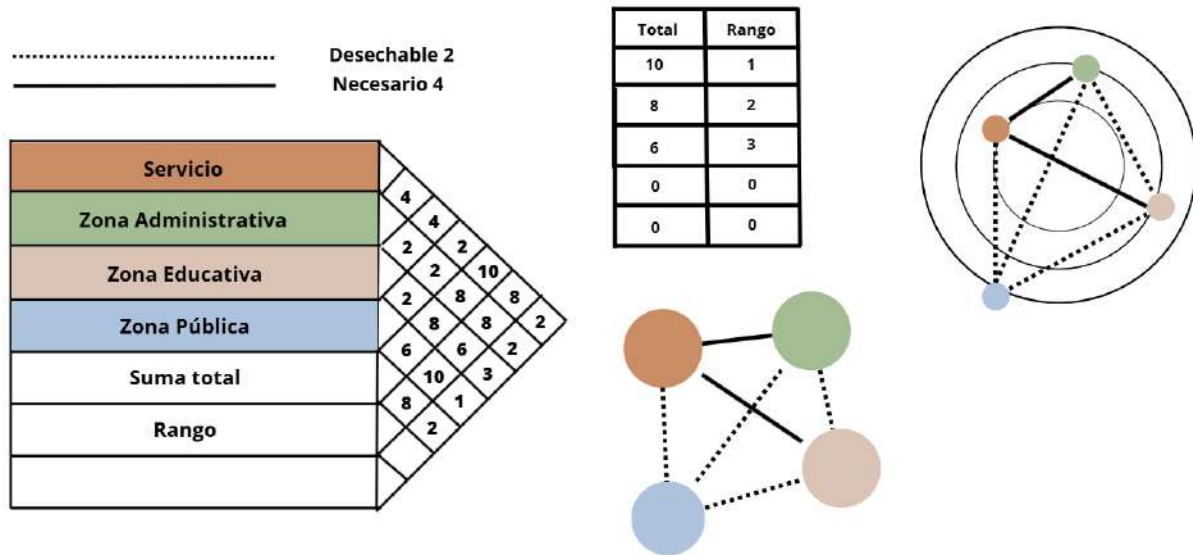 Desechable 2
Necesario 4
Total Rango
10 1
8 2
6 3
0 0
0 0
Servicio
Zona Administrativa
Zona Educativa
Zona Pública
Suma total
Rango
4
4
2 2
2 10
2 8 8
8 8 2
6 6 2
10 3
8 1
2